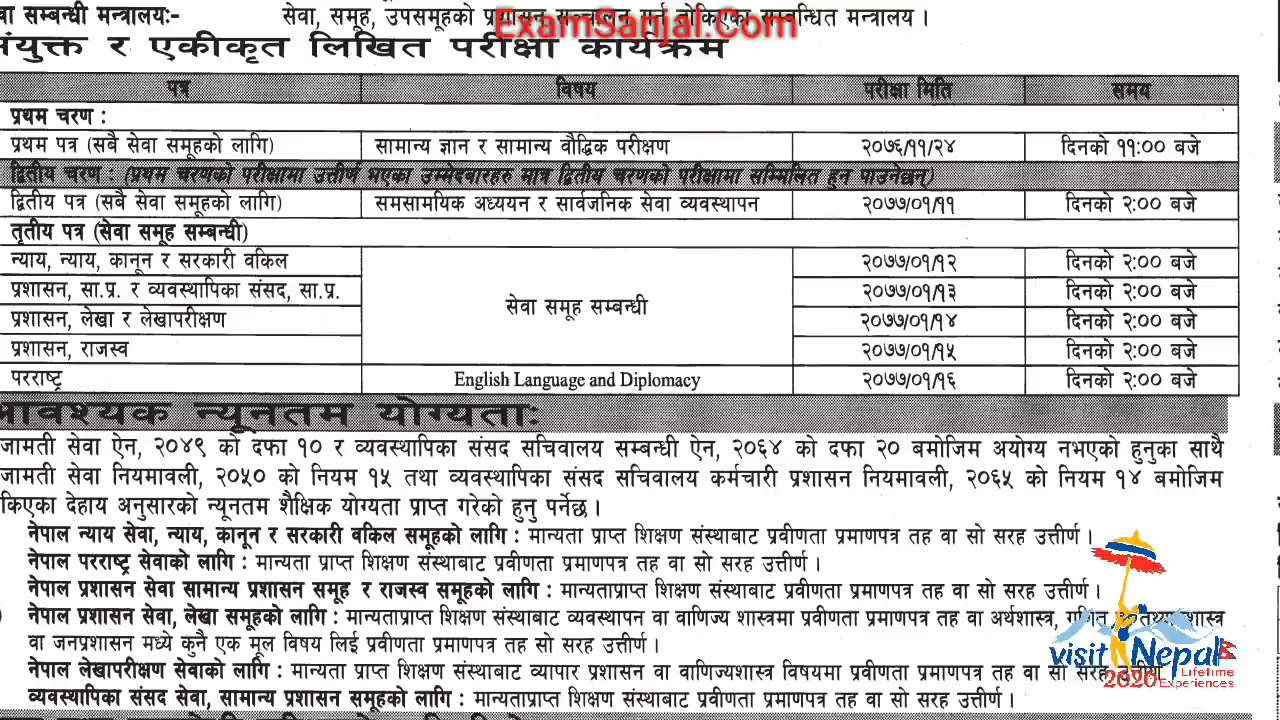 वा सम्बन्धी मन्त्रालयः- सेवा, समूह, उपसमूहको प्रशासन सञ्चालन गर्न तोकिएका सम्बन्धित मन्त्रालय ।
ExamSanjal.Com
संयुक्त र एकीकृत लिखित परीक्षा कार्यक्रम
पत्र विषय परीक्षा मिति समय
प्रथम चरण :
प्रथम पत्र (सबै सेवा समूहको लागि) सामान्य ज्ञान र सामान्य वौद्धिक परीक्षण २०७६/११/२४ दिनको ११:०० बजे
द्वितीय चरण : (प्रथम चरणको परीक्षामा उत्तीर्ण भएका उम्मेदबारहरु मात्र द्वितीय चरणको परीक्षामा सम्मिलित हुन पाउनेछन्)
द्वितीय पत्र (सबै सेवा समूहको लागि) समसामयिक अध्ययन र सार्वजनिक सेवा व्यवस्थापन २०७७/०१/११ दिनको २:०० बजे
तृतीय पत्र (सेवा समूह सम्बन्धी)
न्याय, न्याय, कानून र सरकारी वकिल २०७७/०१/१२ दिनको २:०० बजे
प्रशासन, सा.प्र. र व्यवस्थापिका संसद, सा.प्र. २०७७/०१/१३ दिनको २:०० बजे
सेवा समूह सम्बन्धी
प्रशासन, लेखा र लेखापरीक्षण २०७७/०१/१४ दिनको २:०० बजे
प्रशासन, राजस्व २०७७/०१/१५ दिनको २:०० बजे
परराष्ट्र English Language and Diplomacy २०७७/०१/१६ दिनको २:०० बजे
आवश्यक न्यूनतम योग्यताः
जामती सेवा ऐन, २०४९ को दफा १० र व्यवस्थापिका संसद सचिवालय सम्बन्धी ऐन, २०६४ को दफा २० बमोजिम अयोग्य नभएको हुनुका साथै
जामती सेवा नियमावली, २०५० को नियम १५ तथा व्यवस्थापिका संसद सचिवालय कर्मचारी प्रशासन नियमावली, २०६५ को नियम १४ बमोजिम
किएका देहाय अनुसारको न्यूनतम शैक्षिक योग्यता प्राप्त गरेको हुनु पर्नेछ ।
नेपाल न्याय सेवा, न्याय, कानून र सरकारी वकिल समूहको लागि : मान्यता प्राप्त शिक्षण संस्थाबाट प्रवीणता प्रमाणपत्र तह वा सो सरह उत्तीर्ण ।
नेपाल परराष्ट्र सेवाको लागि : मान्यता प्राप्त शिक्षण संस्थाबाट प्रवीणता प्रमाणपत्र तह वा सो सरह उत्तीर्ण ।
नेपाल प्रशासन सेवा सामान्य प्रशासन समूह र राजस्व समूहको लागि : मान्यताप्राप्त शिक्षण संस्थाबाट प्रवीणता प्रमाणपत्र तह वा सो सरह उत्तीर्ण ।
नेपाल प्रशासन सेवा, लेखा समूहको लागि : मान्यताप्राप्त शिक्षण संस्थाबाट व्यवस्थापन वा वाणिज्य शास्त्रमा प्रवीणता प्रमाणपत्र तह वा अर्थशास्त्र, गणित
वा जनप्रशासन मध्ये कुनै एक मूल विषय लिई प्रवीणता प्रमाणपत्र तह सो सरह उत्तीर्ण ।
नेपाल लेखापरीक्षण सेवाको लागि : मान्यता प्राप्त शिक्षण संस्थाबाट व्यापार प्रशासन वा वाणिज्यशास्त्र विषयमा प्रवीणता प्रमाणपत्र तह वा सो सरह उत्तीर्ण
व्यवस्थापिका संसद सेवा, सामान्य प्रशासन समूहको लागि : मान्यताप्राप्त शिक्षण संस्थाबाट प्रवीणता प्रमाणपत्र तह वा सो सरह उत्तीर्ण ।
visit Nepal
2020 Lifetime Experiences